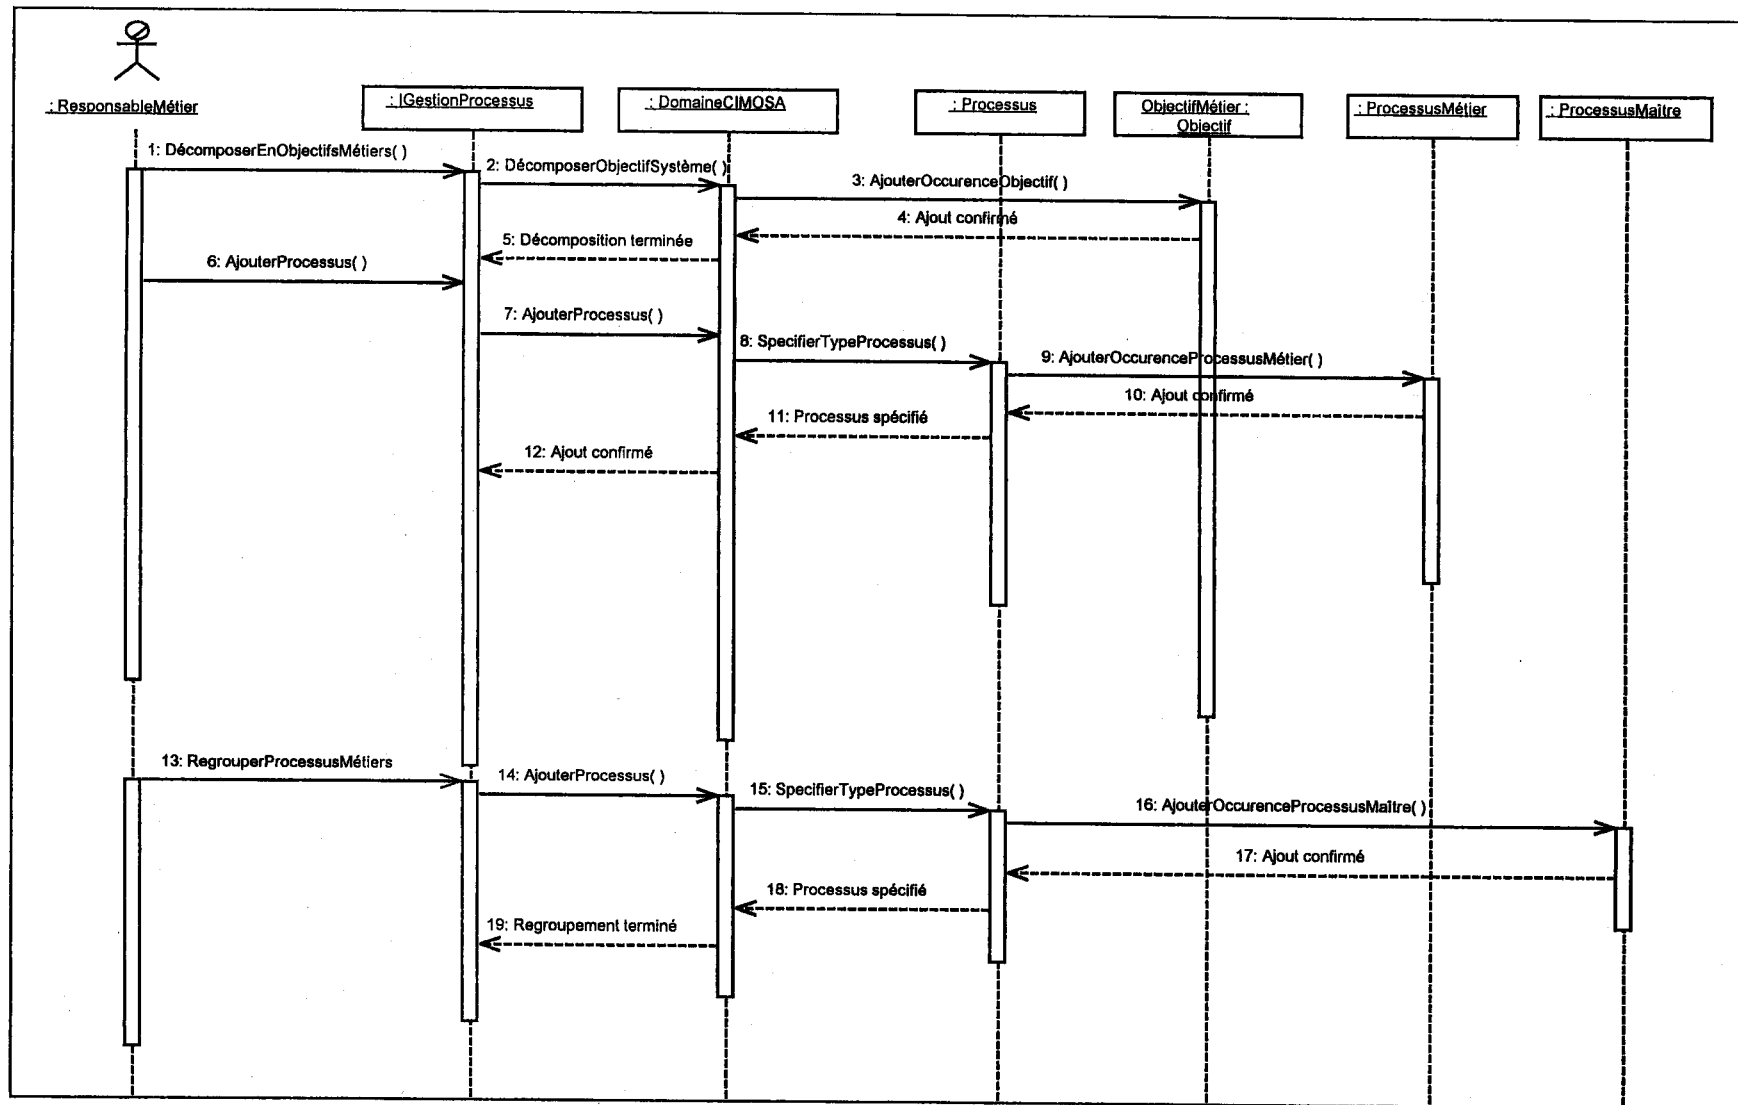 : ResponsableMétier
: IGestionProcessus
: DomaineCIMOSA
: Processus
ObjectifMétier :
Objectif
: ProcessusMétier
: ProcessusMaître
1: DécomposerEnObjectifsMétiers( )
2: DécomposerObjectifSystème( )
3: AjouterOccurenceObjectif( )
4: Ajout confirmé
5: Décomposition terminée
6: AjouterProcessus( )
7: AjouterProcessus( )
8: SpecifierTypeProcessus( )
9: AjouterOccurenceProcessusMétier( )
10: Ajout confirmé
11: Processus spécifié
12: Ajout confirmé
13: RegrouperProcessusMétiers
14: AjouterProcessus( )
15: SpecifierTypeProcessus( )
16: AjouterOccurenceProcessusMaître( )
17: Ajout confirmé
18: Processus spécifié
19: Regroupement terminé